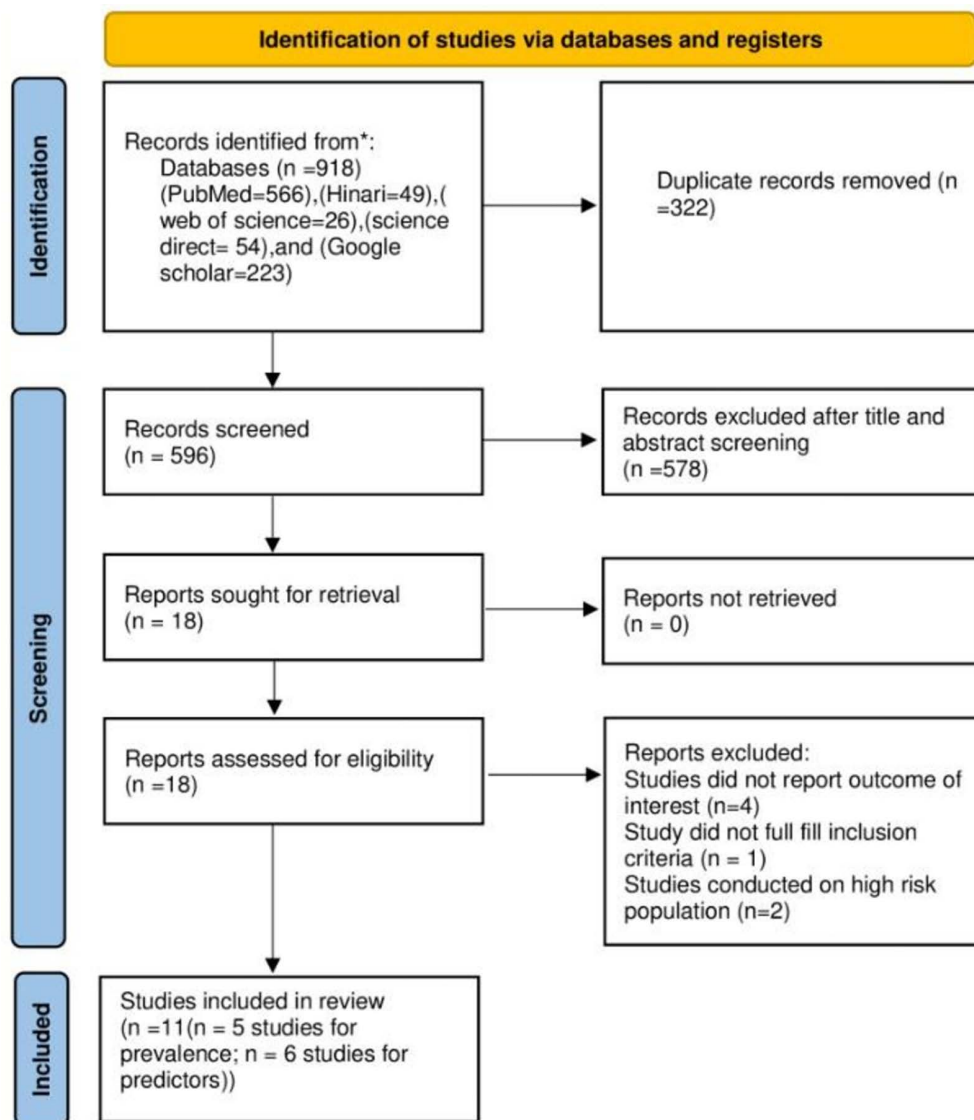 Identification of studies via databases and registers
Identification
Records identified from*:
Databases (n =918)
(PubMed=566),(Hinari=49),(
web of science=26),(science
direct= 54),and (Google
scholar=223)
Duplicate records removed (n
=322)
Screening
Records screened
(n = 596)
Records excluded after title and
abstract screening
(n =578)
Reports sought for retrieval
(n = 18)
Reports not retrieved
(n = 0)
Reports assessed for eligibility
(n =18)
Reports excluded:
Studies did not report outcome of
interest (n=4)
Study did not full fill inclusion
criteria (n = 1)
Studies conducted on high risk
population (n=2)
Included
Studies included in review
(n =11(n = 5 studies for
prevalence; n = 6 studies for
predictors))